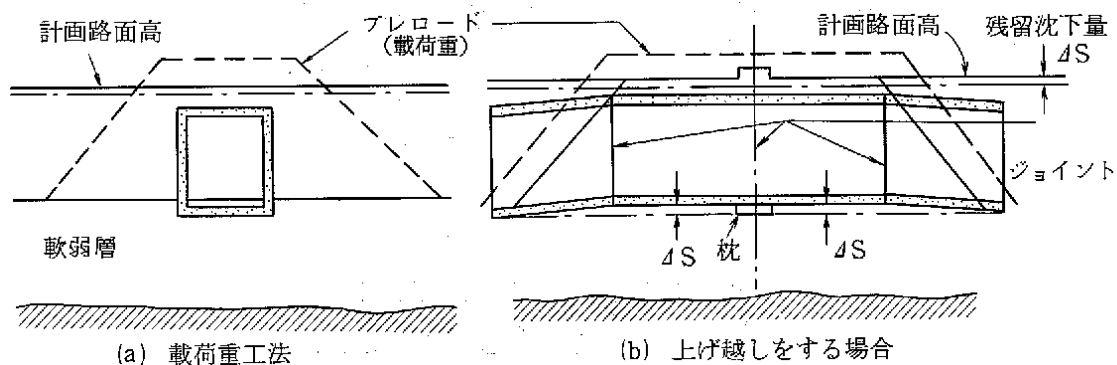 計画路面高
プレロード
(載荷重)
軟弱層
(a) 載荷重工法
計画路面高
残留沈下量
ΔS
ジョイント
ΔS
枕
ΔS
(b) 上げ越しをする場合